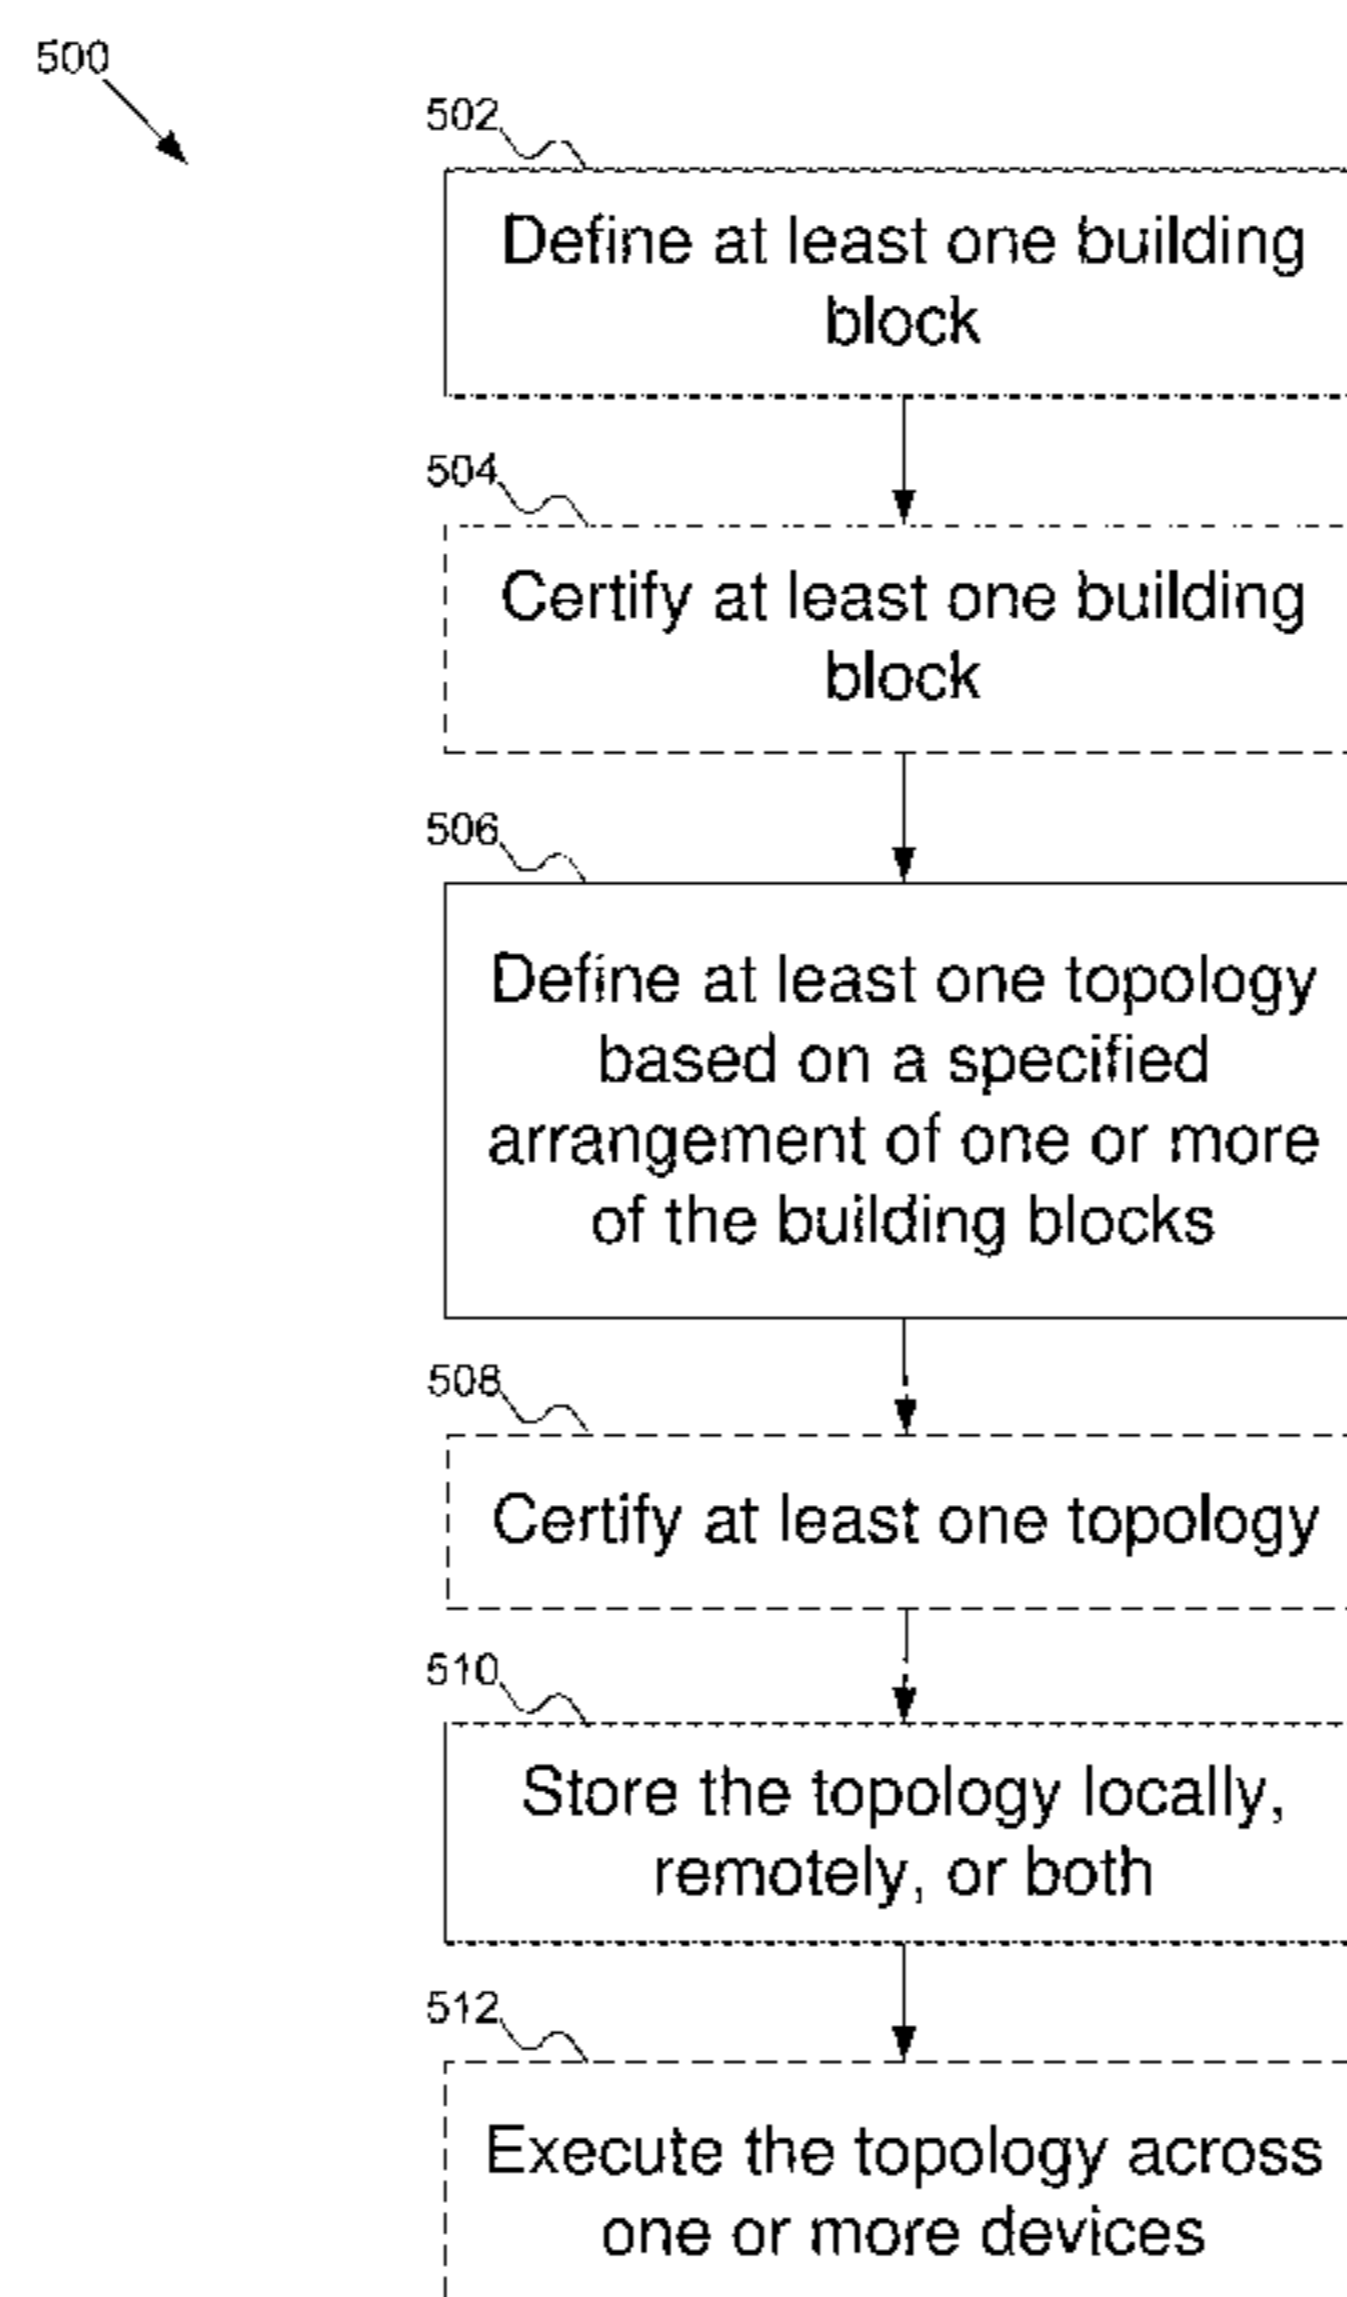 500
502
Define at least one building
block
504
Certify at least one building
block
506
Define at least one topology
based on a specified
arrangement of one or more
of the building blocks
508
Certify at least one topology
510
Store the topology locally,
remotely, or both
512
Execute the topology across
one or more devices